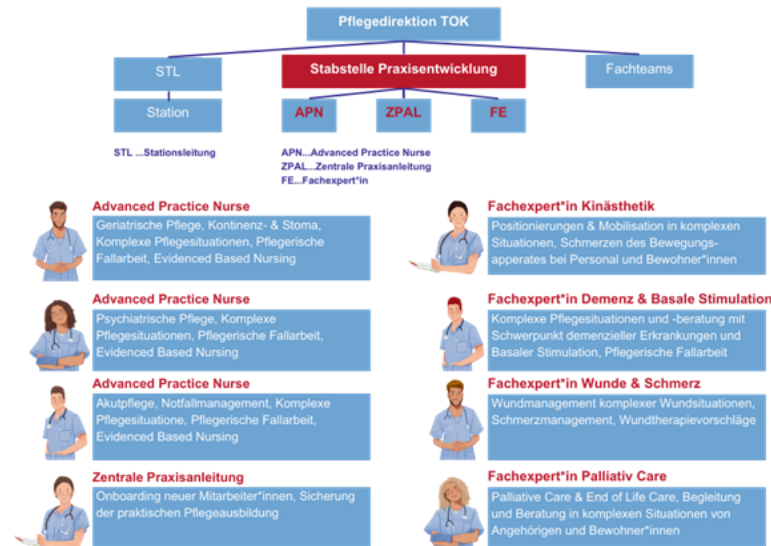 Pflegedirektion TOK
STL
Stabstelle Praxisentwicklung
Fachteams
Station
APN
ZPAL
FE
STL ...Stationsleitung
APN...Advanced Practice Nurse
ZPAL...Zentrale Praxisanleitung
FE...Fachexpert*in
Advanced Practice Nurse
Geriatrische Pflege, Kontinenz- & Stoma,
Komplexe Pflegesituationen, Pflegerische
Fallarbeit, Evidenced Based Nursing
Advanced Practice Nurse
Psychiatrische Pflege, Komplexe
Pflegesituationen, Pflegerische Fallarbeit,
Evidenced Based Nursing
Advanced Practice Nurse
Akutpflege, Notfallmanagement, Komplexe
Pflegesituatione, Pflegerische Fallarbeit,
Evidenced Based Nursing
Zentrale Praxisanleitung
Onboarding neuer Mitarbeiter*innen, Sicherung
der praktischen Pflegeausbildung
Fachexpert*in Kinästhetik
Positionierungen & Mobilisation in komplexen
Situationen, Schmerzen des Bewegungs-
apperates bei Personal und Bewohner*innen
Fachexpert*in Demenz & Basale Stimulation
Komplexe Pflegesituationen und -beratung mit
Schwerpunkt demenzieller Erkrankungen und
Basaler Stimulation, Pflegerische Fallarbeit
Fachexpert*in Wunde & Schmerz
Wundmanagement komplexer Wundsituationen,
Schmerzmanagement, Wundtherapievorschläge
Fachexpert*in Palliativ Care
Palliative Care & End of Life Care, Begleitung
und Beratung in komplexen Situationen von
Angehörigen und Bewohner*innen